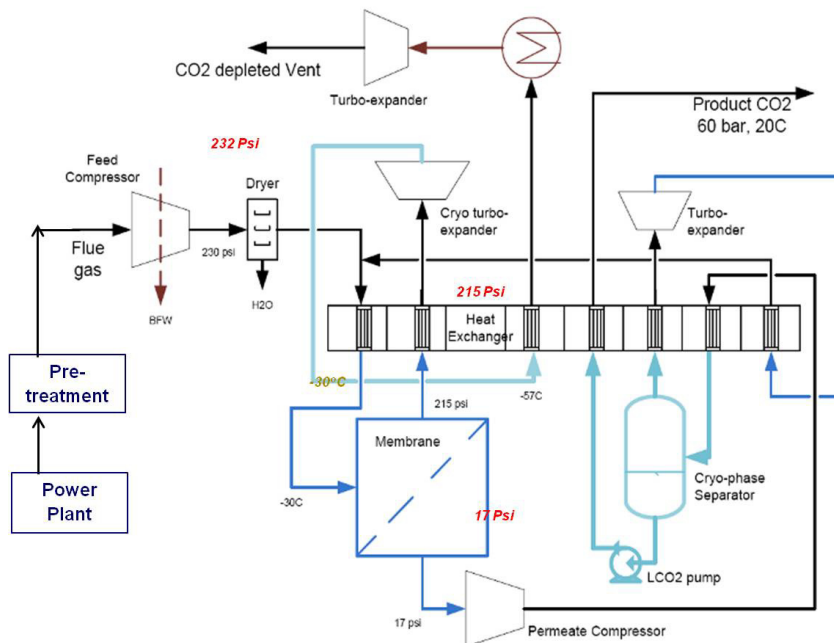 CO2 depleted Vent
Turbo-expander
Product CO2
60 bar, 20C
232 Psi
Feed
Compressor
Dryer
Cryo turbo-
expander
Turbo-
expander
Flue
gas
230 psi
H2O
BFW
215 Psi
Heat
Exchanger
Pre-
treatment
-30°C
215 psi
-57C
Membrane
-30C
Cryo-phase
Separator
Power
Plant
17 Psi
LCO2 pump
17 psi
Permeate Compressor